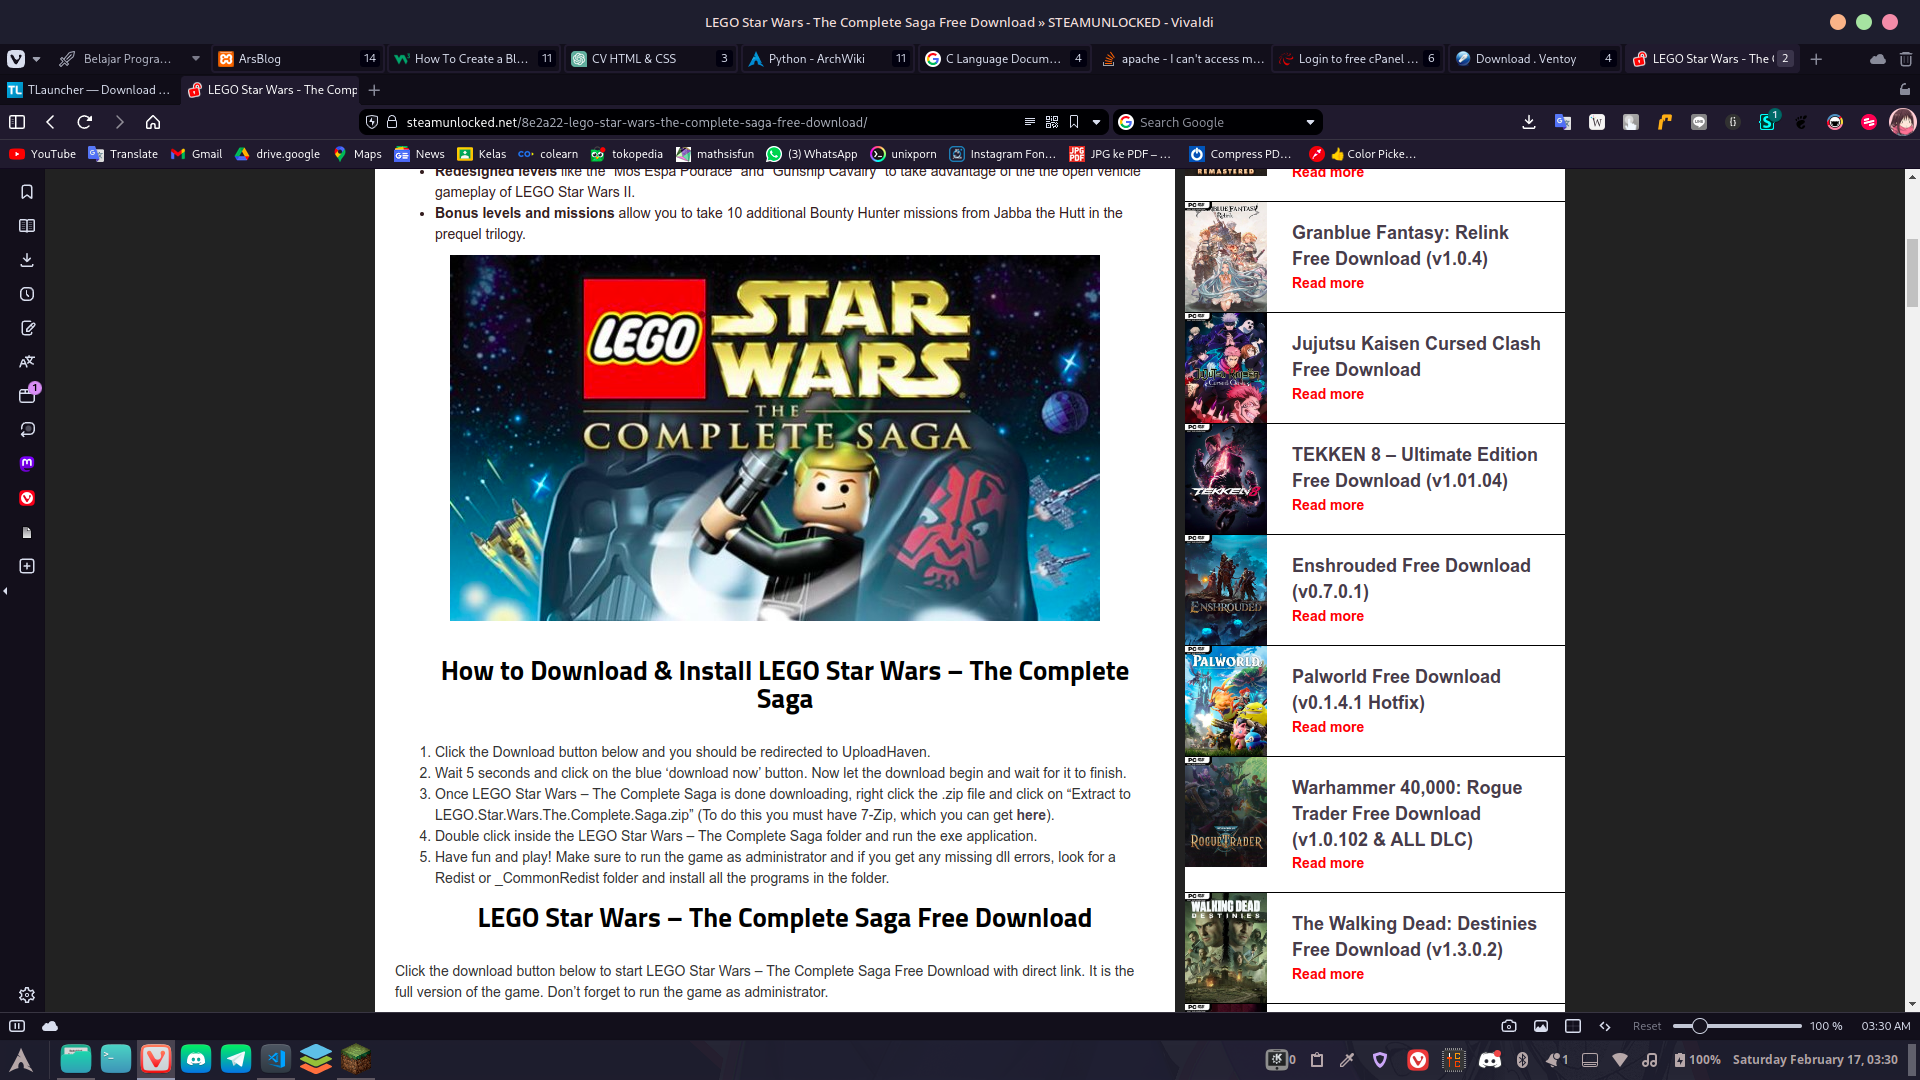 LEGO Star Wars - The Complete Saga Free Download » STEAMUNLOCKED - Vivaldi
Belajar Progra...
ArsBlog 14
How To Create a Bl... 11
CV HTML & CSS 3
Python - ArchWiki 11
C Language Docum... 4
apache - I can't access m...
Login to free cPanel ... 6
Download . Ventoy 4
LEGO Star Wars - The C 2
TL TLauncher — Download ...
LEGO Star Wars - The Comp
steamunlocked.net/8e2a22-lego-star-wars-the-complete-saga-free-download/
Search Google
YouTube
Translate
Gmail
drive.google
Maps
News
Kelas
colearn
tokopedia
mathsisfun
(3) WhatsApp
unixporn
Instagram Fon...
JPG ke PDF – ...
Compress PD...
👍 Color Picke...
Redesigned levels like the "Mos Espa Podrace" and "Gunship Cavalry" to take advantage of the the open vehicle
gameplay of LEGO Star Wars II.
Bonus levels and missions allow you to take 10 additional Bounty Hunter missions from Jabba the Hutt in the
prequel trilogy.
LEGO
STAR
WARS
THE
COMPLETE SAGA
How to Download & Install LEGO Star Wars – The Complete
Saga
1. Click the Download button below and you should be redirected to UploadHaven.
2. Wait 5 seconds and click on the blue ‘download now’ button. Now let the download begin and wait for it to finish.
3. Once LEGO Star Wars – The Complete Saga is done downloading, right click the .zip file and click on “Extract to
LEGO.Star.Wars.The.Complete.Saga.zip” (To do this you must have 7-Zip, which you can get here).
4. Double click inside the LEGO Star Wars – The Complete Saga folder and run the exe application.
5. Have fun and play! Make sure to run the game as administrator and if you get any missing dll errors, look for a
Redist or _CommonRedist folder and install all the programs in the folder.
LEGO Star Wars – The Complete Saga Free Download
Click the download button below to start LEGO Star Wars – The Complete Saga Free Download with direct link. It is the
full version of the game. Don’t forget to run the game as administrator.
REMASTERED
Read more
Granblue Fantasy: Relink
Free Download (v1.0.4)
Read more
Jujutsu Kaisen Cursed Clash
Free Download
Read more
TEKKEN 8
TEKKEN 8 – Ultimate Edition
Free Download (v1.01.04)
Read more
ENSHROUDED
Enshrouded Free Download
(v0.7.0.1)
Read more
PALWORLD
Palworld Free Download
(v0.1.4.1 Hotfix)
Read more
ROGUE TRADER
Warhammer 40,000: Rogue
Trader Free Download
(v1.0.102 & ALL DLC)
Read more
WALKING DEAD
DESTINIES
The Walking Dead: Destinies
Free Download (v1.3.0.2)
Read more
Reset 100 % 03:30 AM
0
1
100% Saturday February 17, 03:30